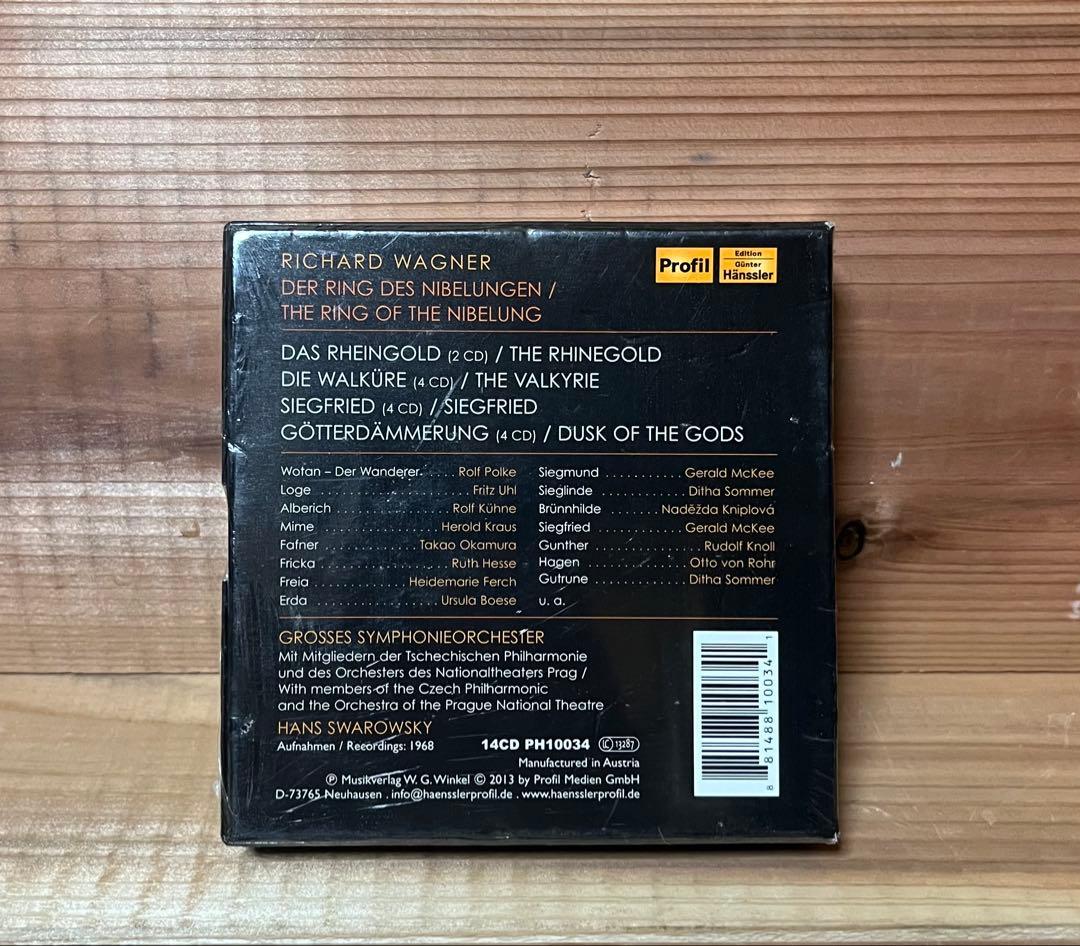 RICHARD WAGNER
DER RING DES NIBELUNGEN /
THE RING OF THE NIBELUNG
Profil
Edition
Günter
Hänssler
DAS RHEINGOLD (2 CD) / THE RHINEGOLD
DIE WALKÜRE (4 CD) / THE VALKYRIE
SIEGFRIED (4 CD) / SIEGFRIED
GÖTTERDÄMMERUNG (4 CD) / DUSK OF THE GODS
Wotan – Der Wanderer. . . . . Rolf Polke
Loge . . . . . . . . . . . . . . . . . . . . Fritz Uhl
Alberich . . . . . . . . . . . . . . . Rolf Kühne
Mime . . . . . . . . . . . . . . . Herold Kraus
Fafner . . . . . . . . . . . . Takao Okamura
Fricka . . . . . . . . . . . . . . . . Ruth Hesse
Freia . . . . . . . . . . . . Heidemarie Ferch
Erda . . . . . . . . . . . . . . . Ursula Boese
Siegmund . . . . . . . . . . Gerald McKee
Sieglinde . . . . . . . . . . Ditha Sommer
Brünnhilde . . . . . . Naděžda Kniplová
Siegfried . . . . . . . . . . . Gerald McKee
Gunther . . . . . . . . . . . . . Rudolf Knoll
Hagen . . . . . . . . . . . . . Otto von Rohr
Gutrune . . . . . . . . . . . Ditha Sommer
u. a.
GROSSES SYMPHONIEORCHESTER
Mit Mitgliedern der Tschechischen Philharmonie
und des Orchesters des Nationaltheaters Prag /
With members of the Czech Philharmonic
and the Orchestra of the Prague National Theatre
HANS SWAROWSKY
Aufnahmen / Recordings: 1968
14CD PH10034 LC 13287
Manufactured in Austria
℗ Musikverlag W. G. Winkel © 2013 by Profil Medien GmbH
D-73765 Neuhausen . info@haensslerprofil.de . www.haensslerprofil.de
8 81488 10034 1